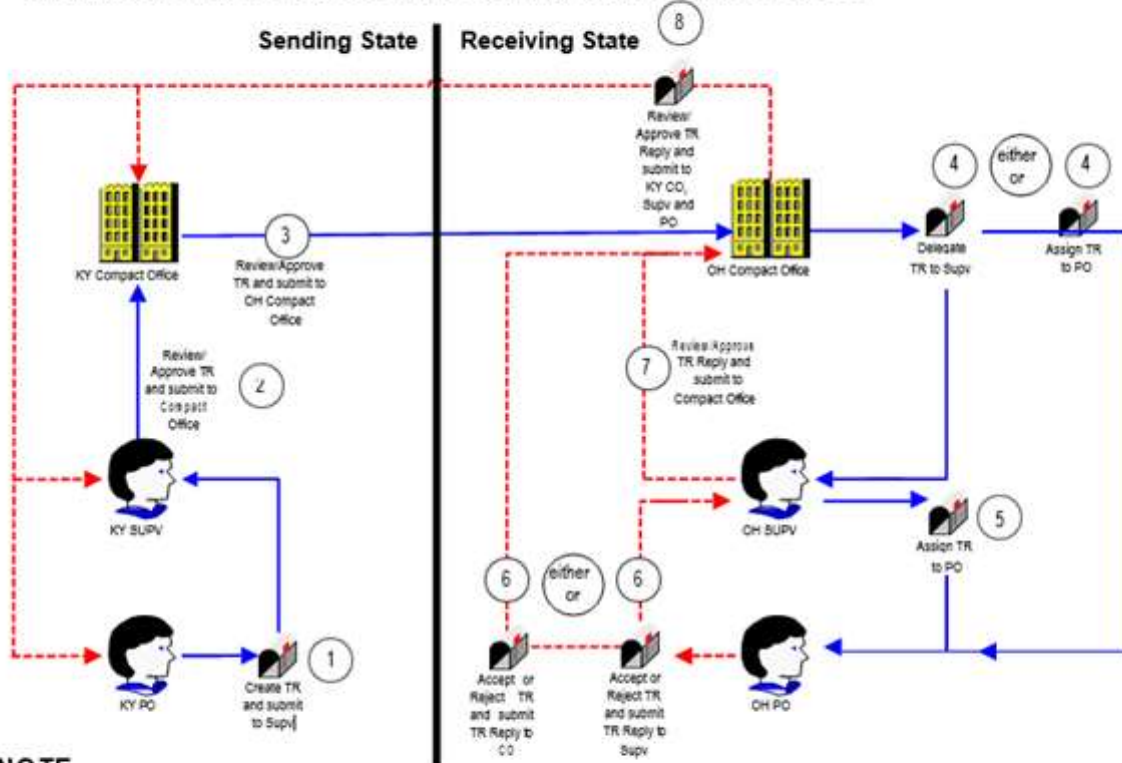 Sending State
Receiving State
8
Review/
Approve TR
Reply and
submit to
KY CO,
Supv and
PO
4
either
or
4
Delegate
TR to Supv
Assign TR
to PO
KY Compact Office
3
Review/Approve
TR and submit to
OH Compact
Office
OH Compact Office
Review/
Approve TR
and submit to
Compact
Office
2
7
Review/Approve
TR Reply and
submit to
Compact Office
KY SUPV
OH SUPV
5
Assign TR
to PO
6
either
or
6
KY PO
1
Create TR
and submit
to Supv
Accept or
Reject TR
and submit
TR Reply to
CO
Accept or
Reject TR
and submit
TR Reply to
Supv
OH PO
NOTE